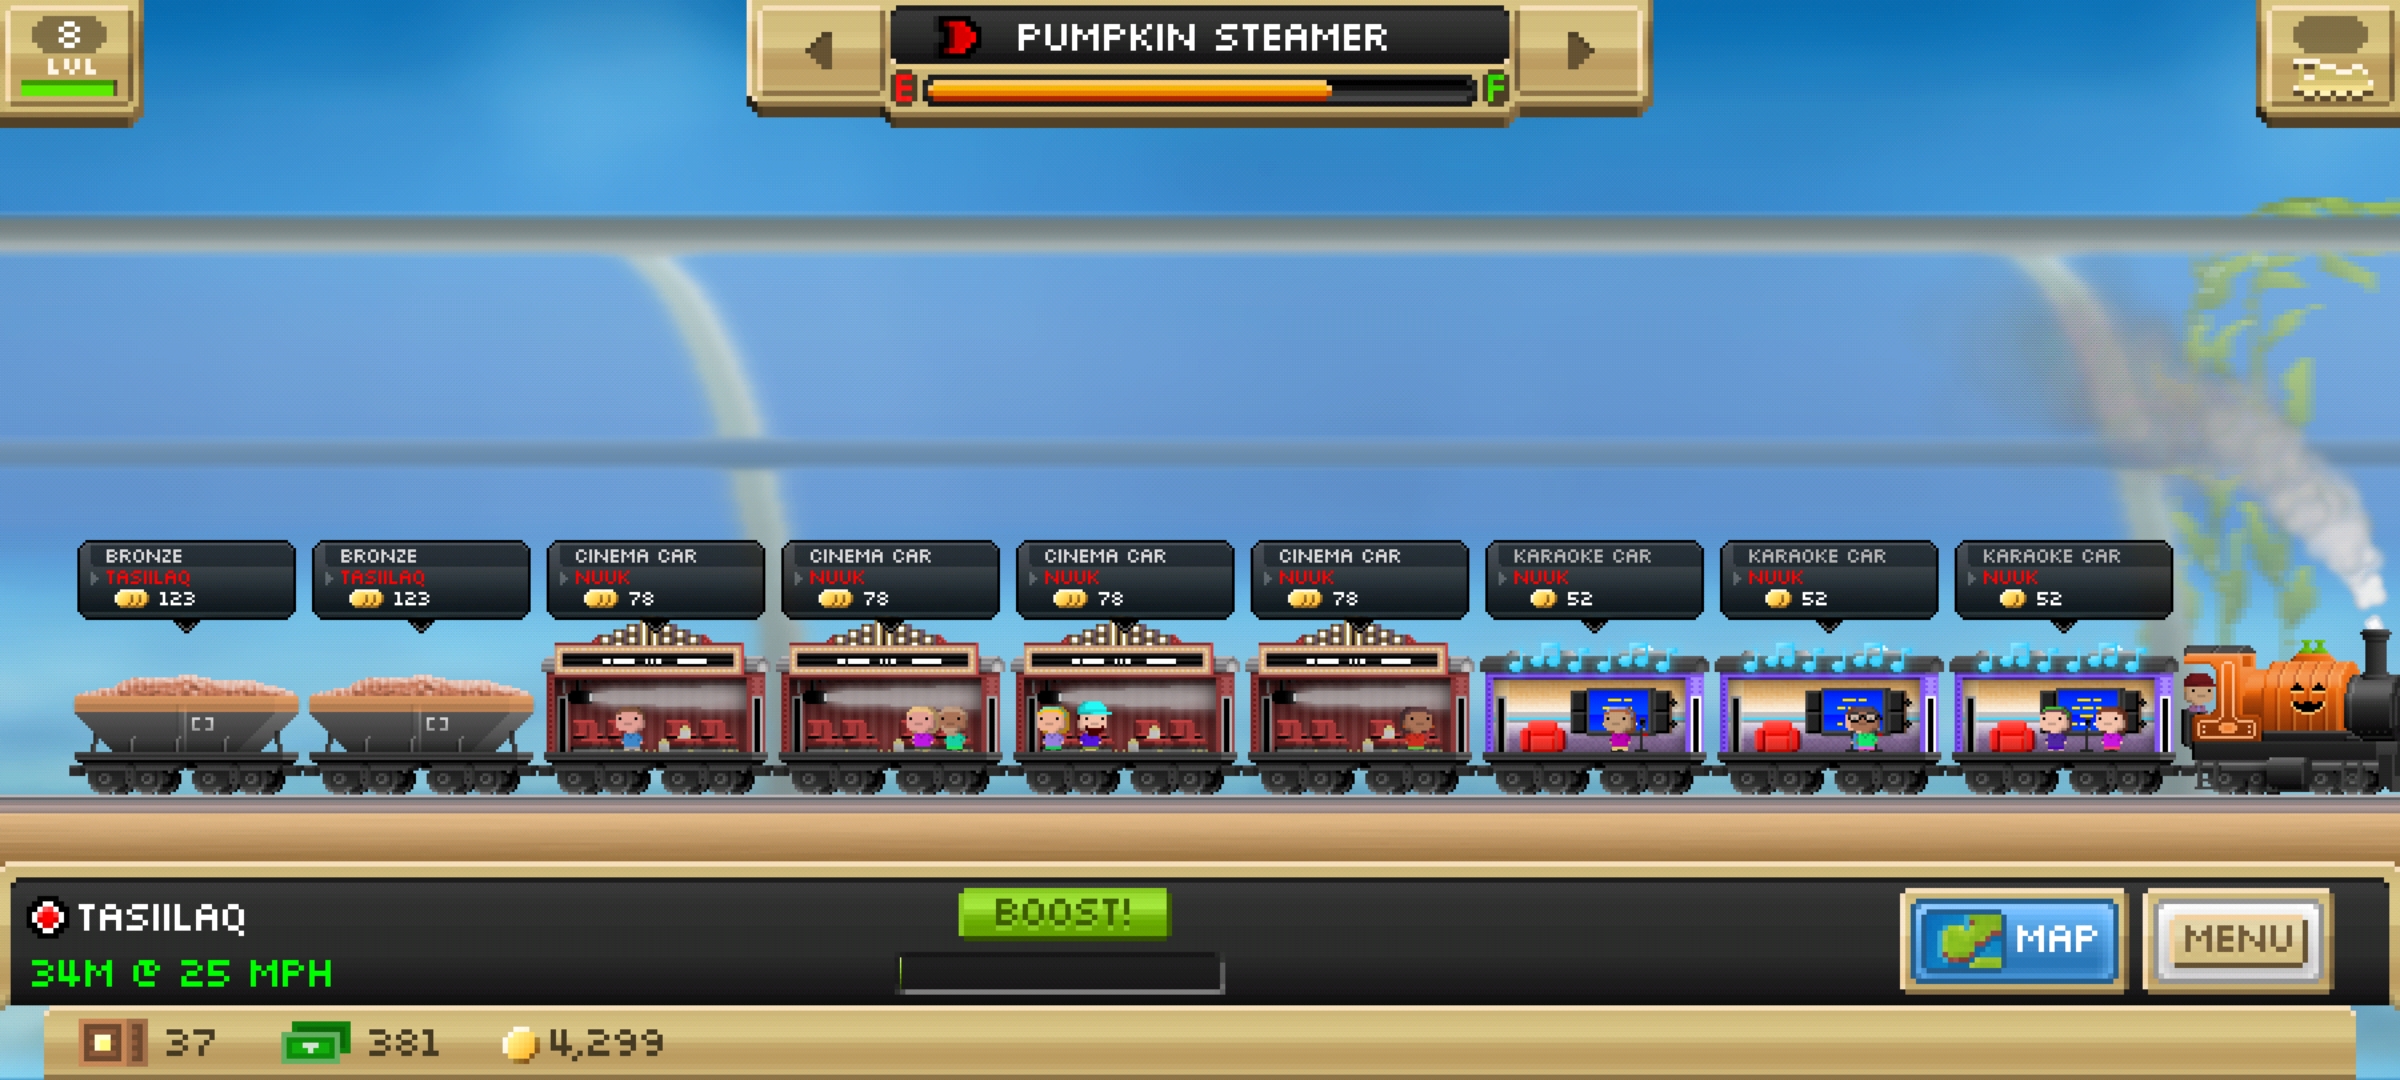 8
LVL
PUMPKIN STEAMER
E
F
BRONZE
TASIILAQ
123
BRONZE
TASIILAQ
123
CINEMA CAR
NUUK
78
CINEMA CAR
NUUK
78
CINEMA CAR
NUUK
78
CINEMA CAR
NUUK
78
KARAOKE CAR
NUUK
52
KARAOKE CAR
NUUK
52
KARAOKE CAR
NUUK
52
TASIILAQ
34M @ 25 MPH
BOOST!
MAP
MENU
37
381
4,299